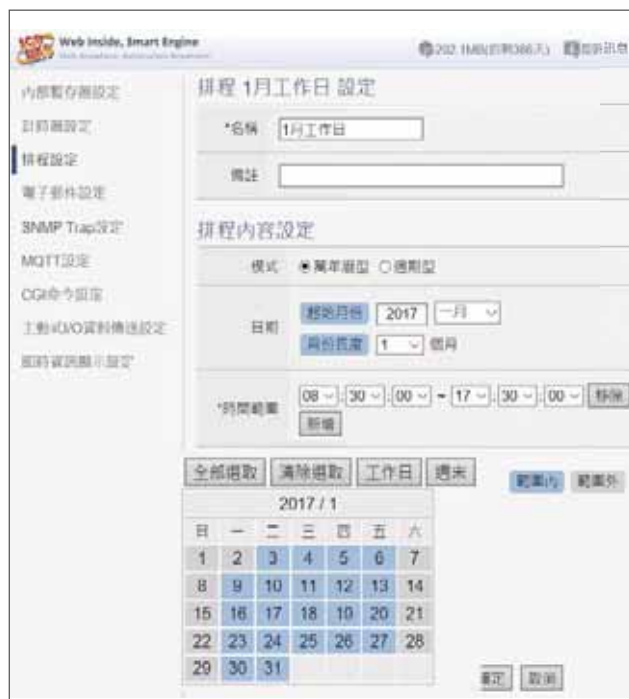 Web Inside, Smart Engine
292.1MB(剩366天)
內部暫存器設定
計時器設定
排程設定
電子郵件設定
SNMP Trap設定
MQTT設定
CGI命令設定
主動式I/O資料傳送設定
即時資訊顯示設定
排程 1月工作日 設定
*名稱 1月工作日
備註
排程內容設定
模式 萬年曆型 週期型
日期 起始月份 2017 一月
月份長度 1 個月
*時間範圍 08 : 30 : 00 ~ 17 : 30 : 00 移除
新增
全部選取 清除選取 工作日 週末 範圍內 範圍外
2017 / 1
日 一 二 三 四 五 六
1 2 3 4 5 6 7
8 9 10 11 12 13 14
15 16 17 18 19 20 21
22 23 24 25 26 27 28
29 30 31
確定 取消